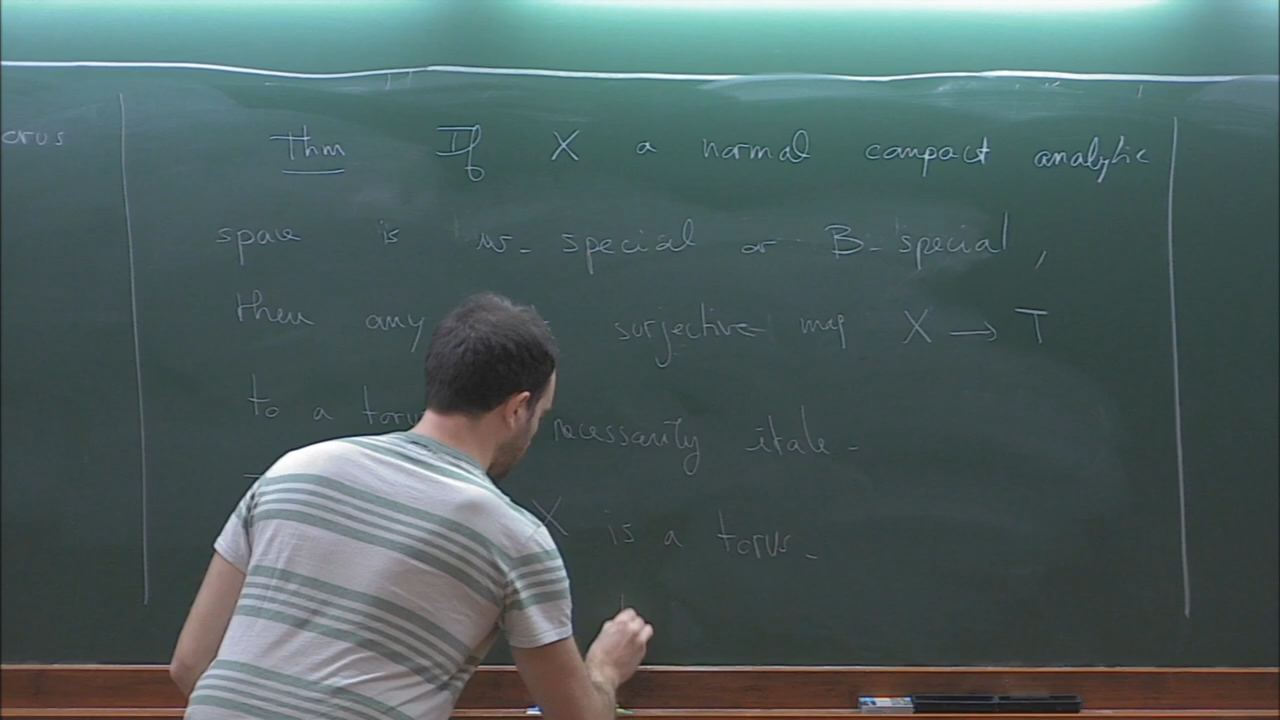 orus
Thm If X a normal compact analytic
space is w-special or B-special,
then any surjective map X → T
to a toru necessarily étale.
X is a torus.